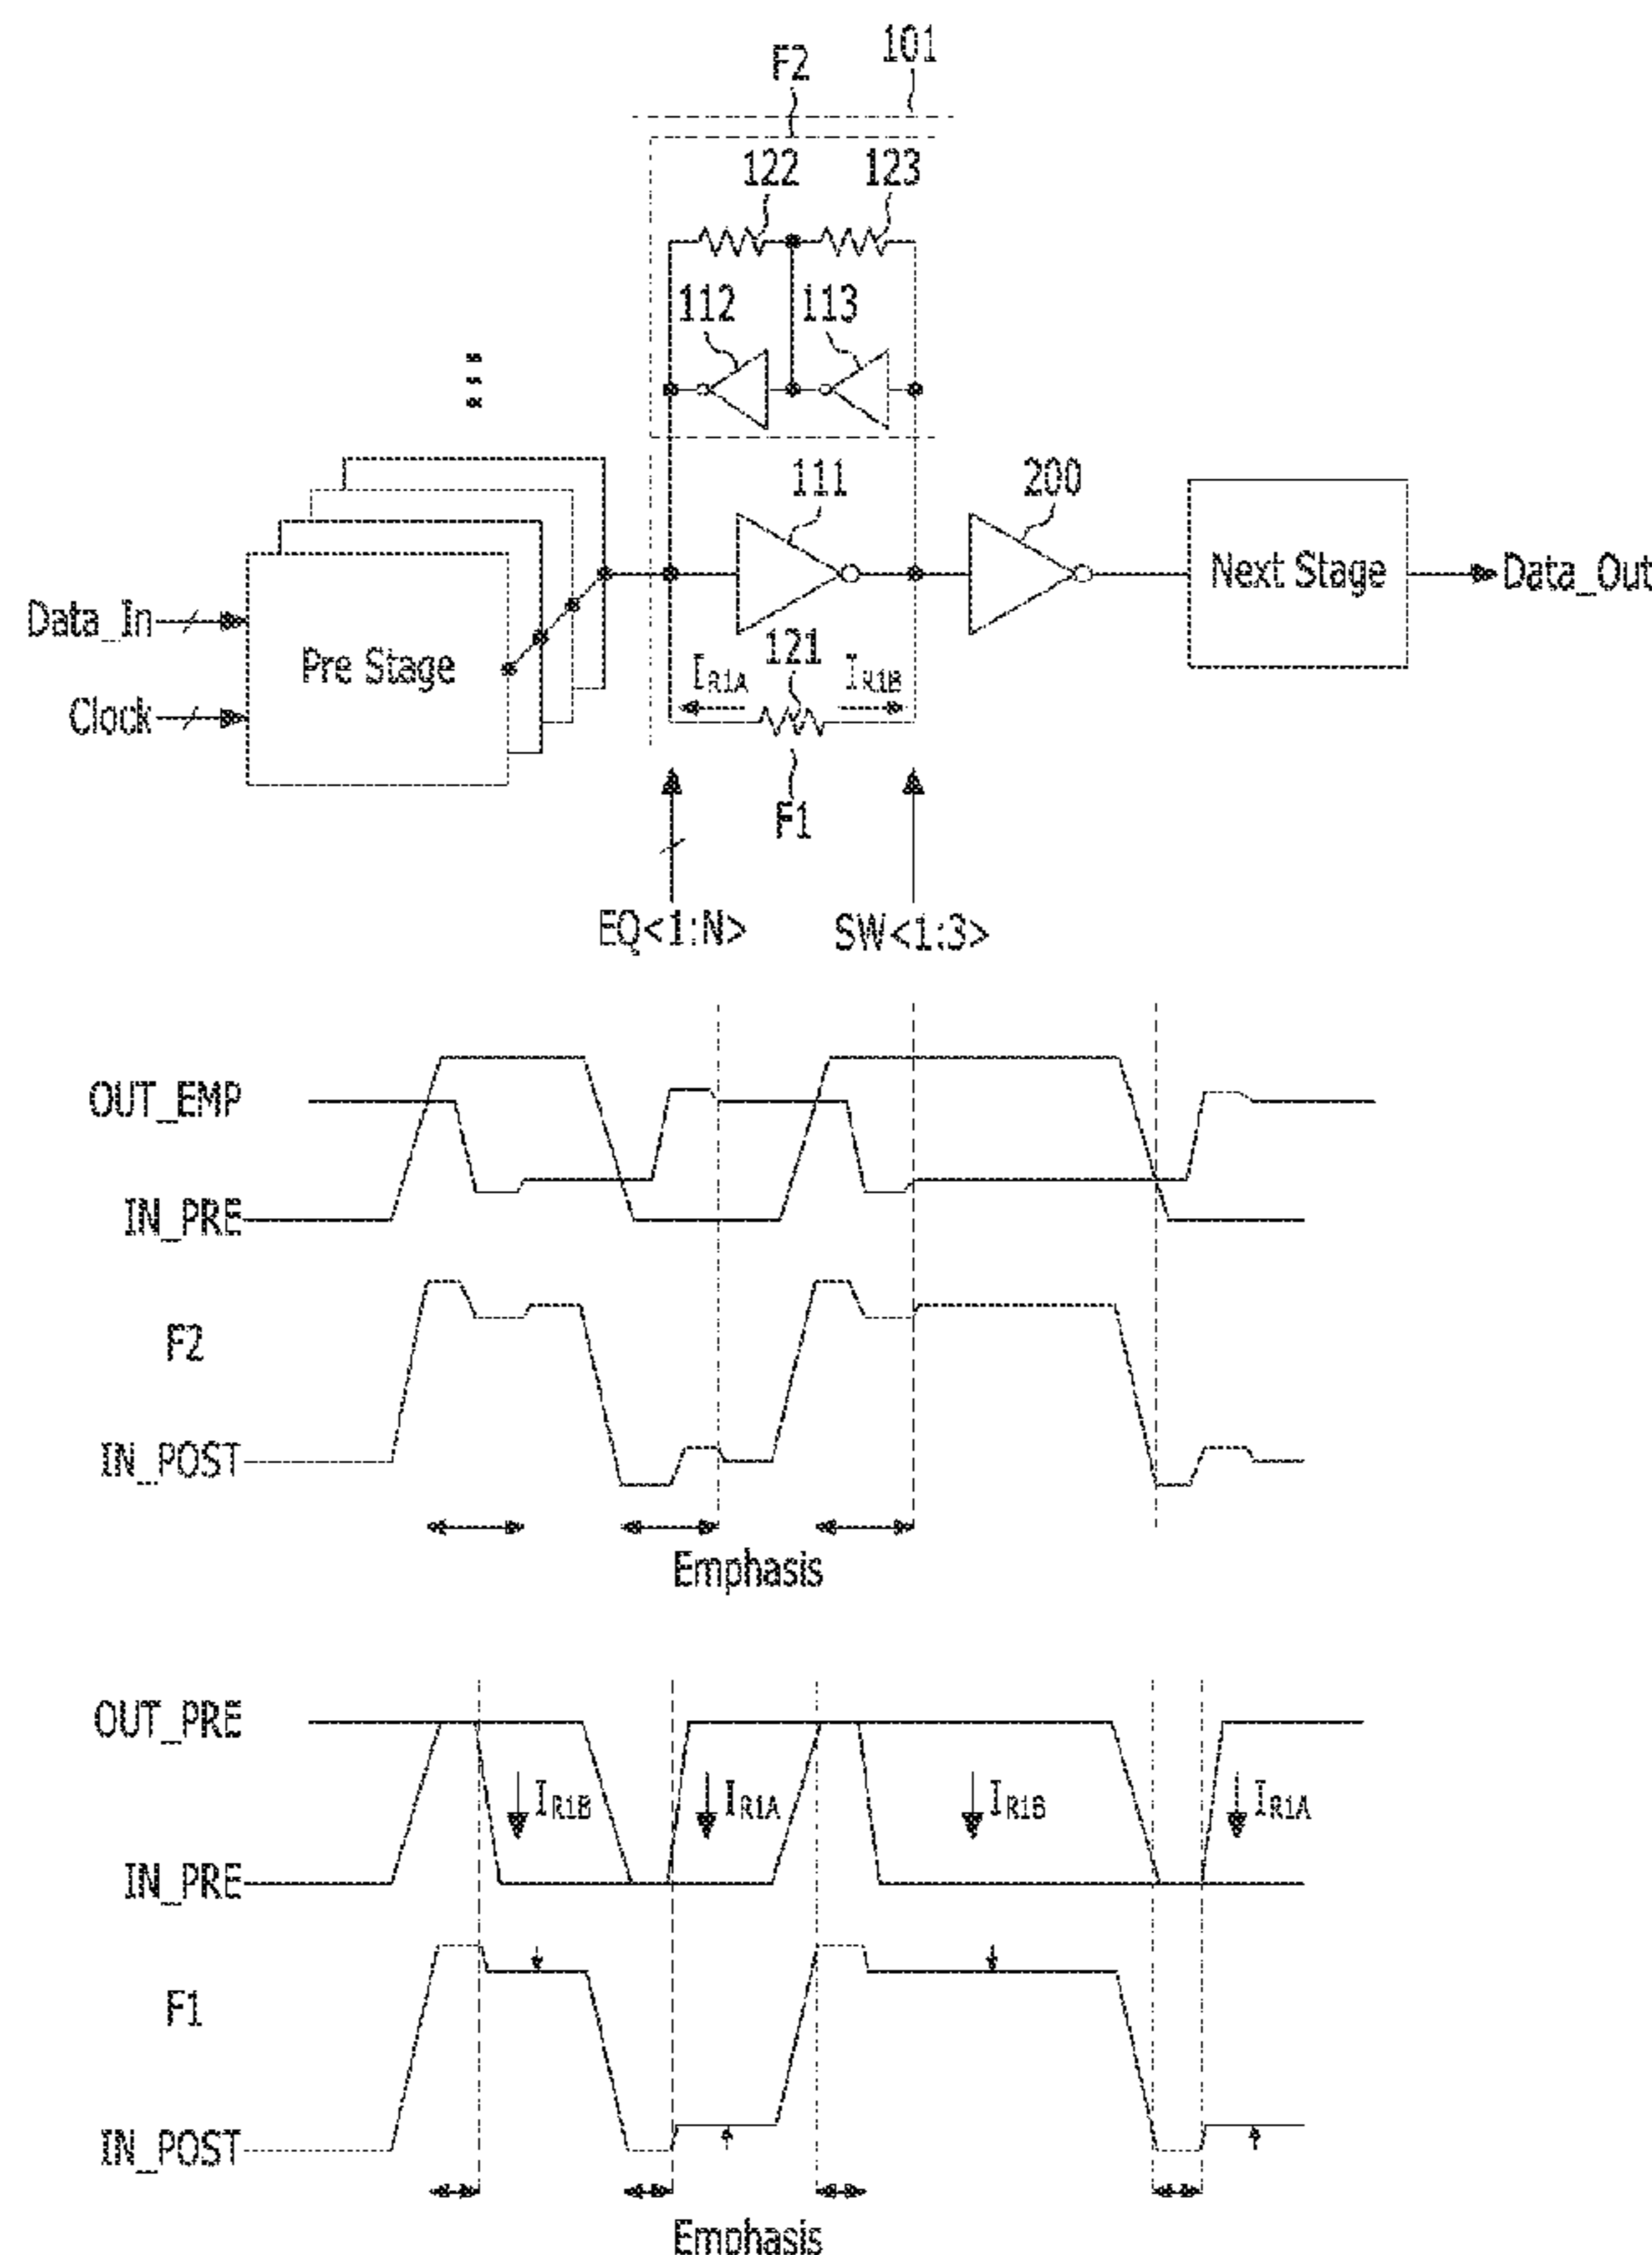 F2
101
122
123
112
113
111
200
Data_In
Pre Stage
Next Stage
Data_Out
Clock
121
IR1A
IR1B
F1
EQ<1:N>
SW<1:3>
OUT_EMP
IN_PRE
F2
IN_POST
Emphasis
OUT_PRE
IR1B
IR1A
IR1B
IR1A
IN_PRE
F1
IN_POST
Emphasis